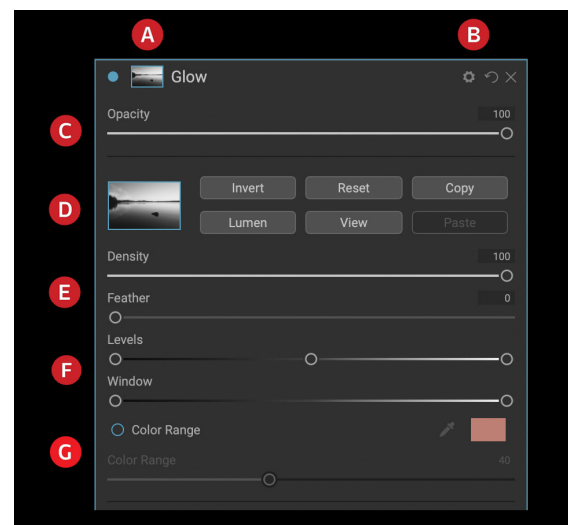 A
B
Glow
C
Opacity
100
D
Invert
Reset
Copy
Lumen
View
Paste
Density
100
E
Feather
0
Levels
F
Window
G
Color Range
Color Range
40